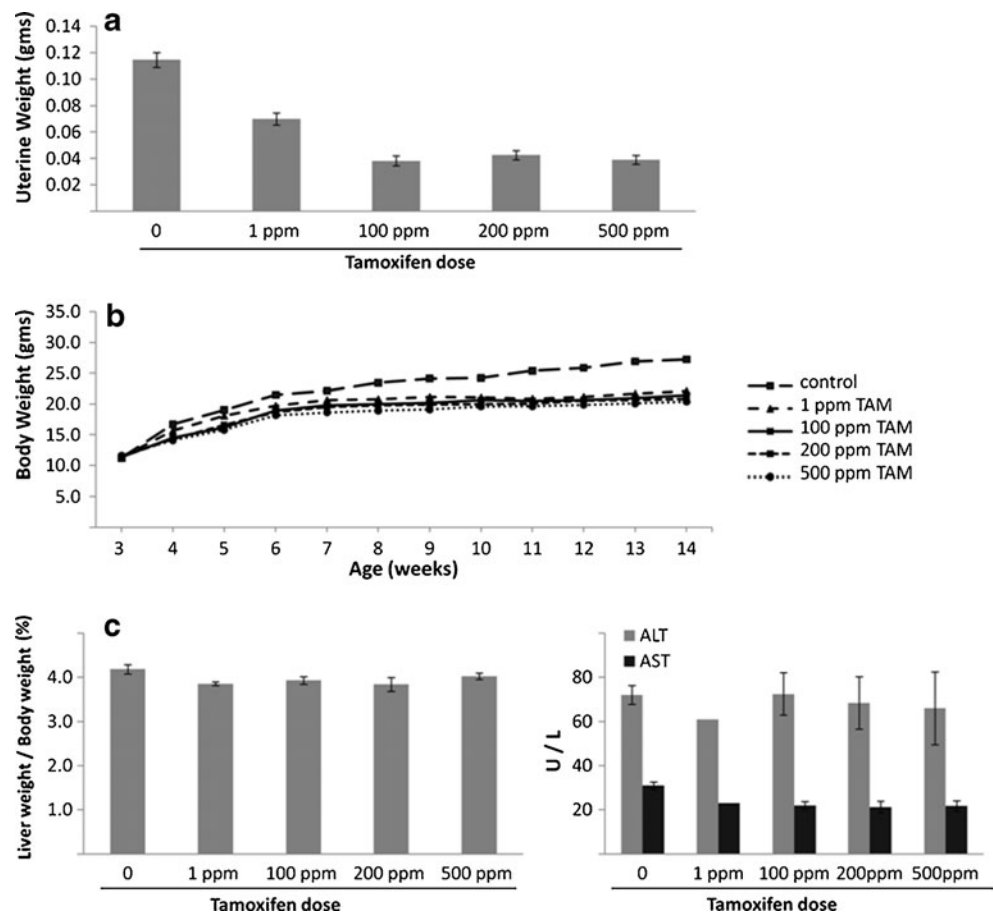 a
Uterine Weight (gms)
0.14
0.12
0.10
0.08
0.06
0.04
0.02
0 1 ppm 100 ppm 200 ppm 500 ppm
Tamoxifen dose
b
Body Weight (gms)
35.0
30.0
25.0
20.0
15.0
10.0
5.0
3 4 5 6 7 8 9 10 11 12 13 14
Age (weeks)
control
1 ppm TAM
100 ppm TAM
200 ppm TAM
500 ppm TAM
c
Liver weight / Body weight (%)
4.0
3.0
2.0
1.0
0 1 ppm 100 ppm 200 ppm 500 ppm
Tamoxifen dose
ALT
AST
U / L
80
60
40
20
0 1 ppm 100 ppm 200ppm 500ppm
Tamoxifen dose